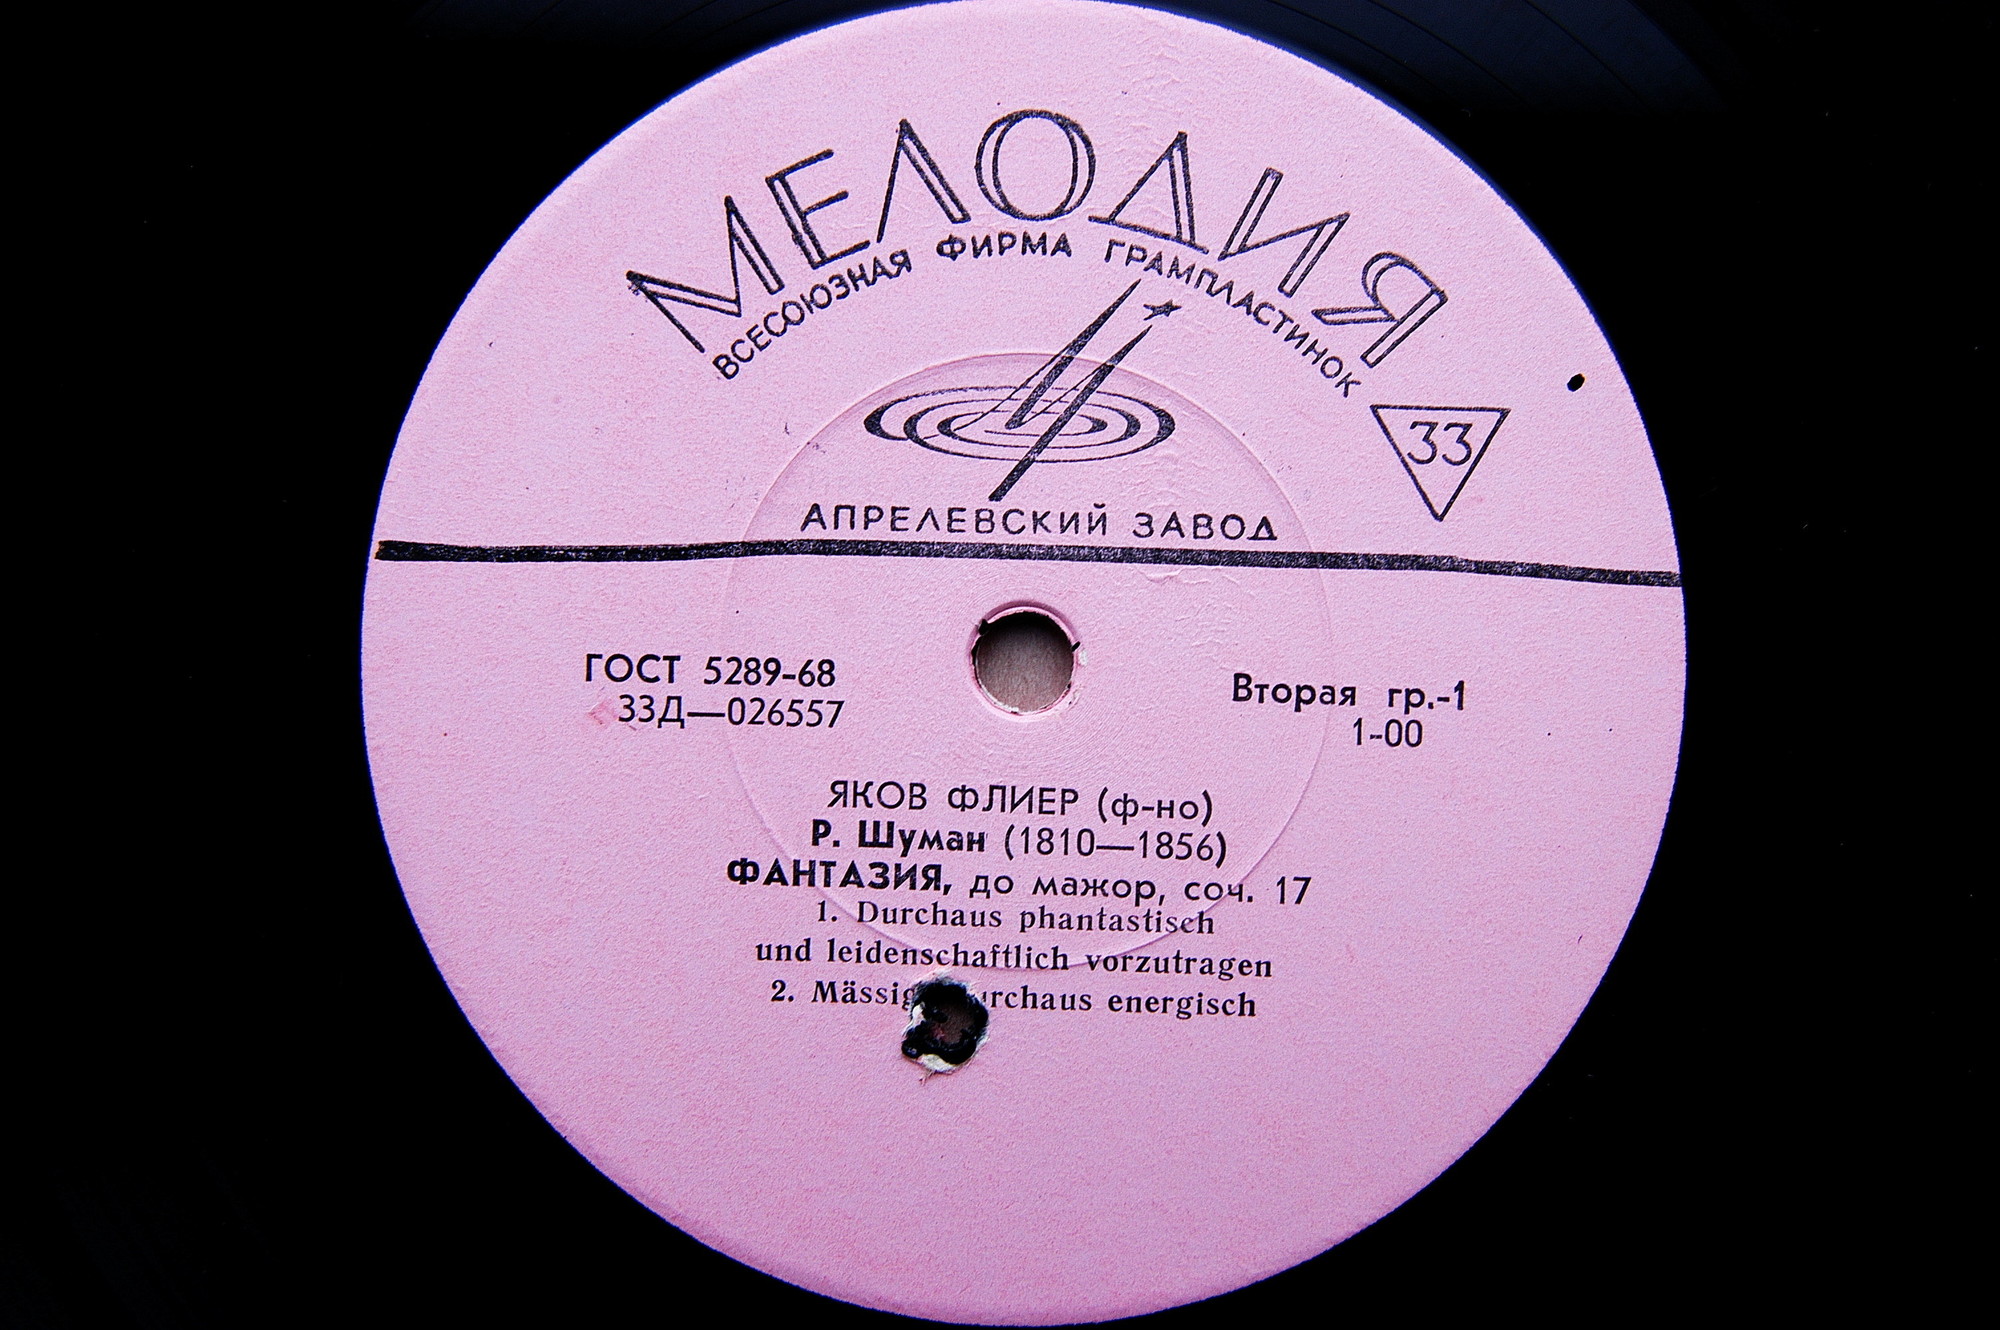 МЕЛОДИЯ
ВСЕСОЮЗНАЯ ФИРМА ГРАМПЛАСТИНОК
33
АПРЕЛЕВСКИЙ ЗАВОД
ГОСТ 5289-68
33Д—026557
Вторая гр.-1
1-00
ЯКОВ ФЛИЕР (ф-но)
Р. Шуман (1810—1856)
ФАНТАЗИЯ, до мажор, соч. 17
1. Durchaus phantastisch
und leidenschaftlich vorzutragen
2. Mässig energisch